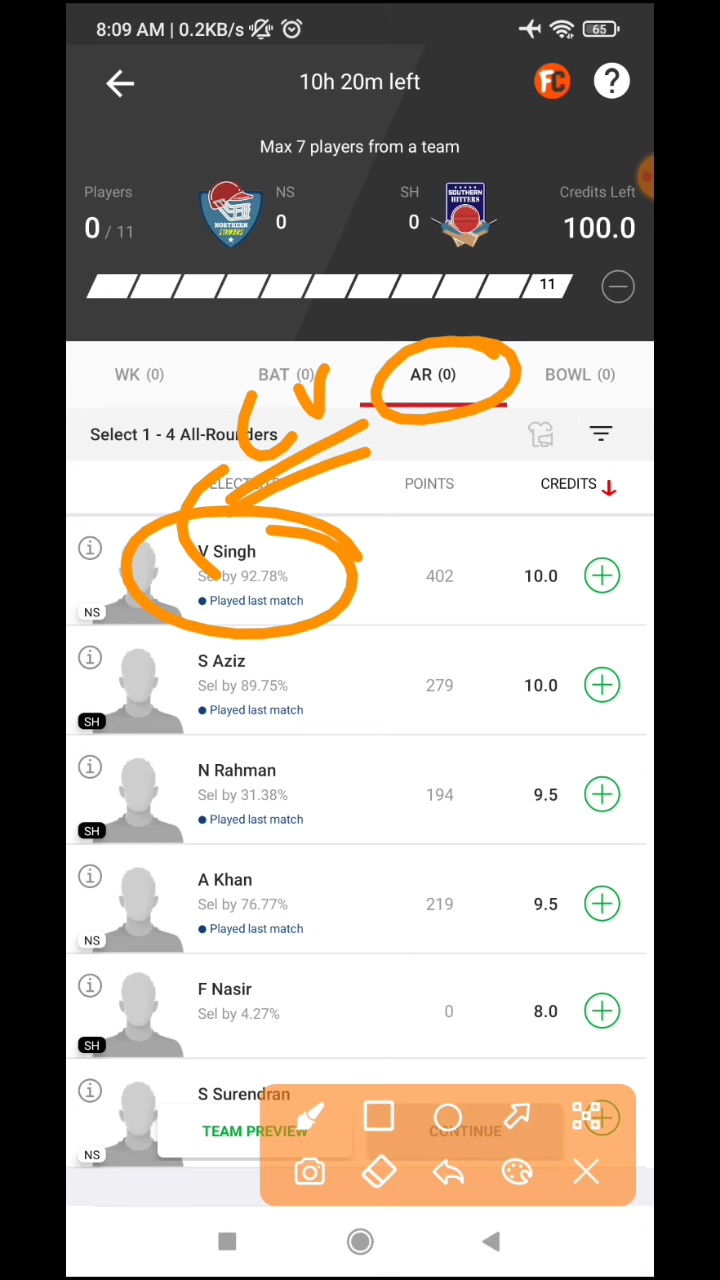 8:09 AM | 0.2KB/s
65
10h 20m left
FC
?
Max 7 players from a team
Players NS SH Credits Left
0 / 11 0 0 100.0
NORTHERN STRIKERS
SOUTHERN HITTERS
11
WK (0) BAT (0) AR (0) BOWL (0)
Select 1 - 4 All-Rounders
POINTS CREDITS
V Singh
Sel by 92.78% 402 10.0
Played last match
NS
S Aziz
Sel by 89.75% 279 10.0
Played last match
SH
N Rahman
Sel by 31.38% 194 9.5
Played last match
SH
A Khan
Sel by 76.77% 219 9.5
Played last match
NS
F Nasir
Sel by 4.27% 0 8.0
SH
S Surendran
TEAM PREVIEW CONTINUE
NS